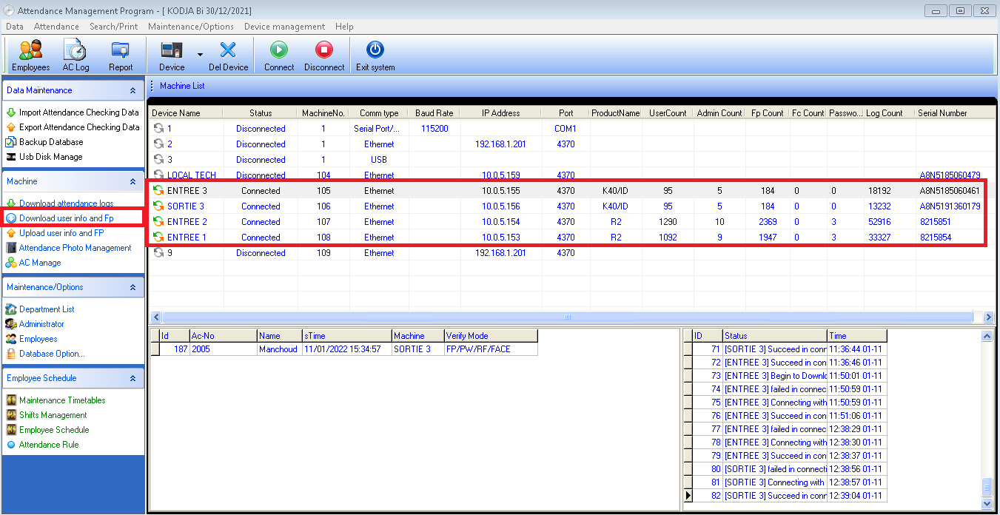 Attendance Management Program - [ KODJA Bi 30/12/2021]
Data Attendance Search/Print Maintenance/Options Device management Help
Employees AC Log Report Device Del Device Connect Disconnect Exit system
Data Maintenance
Import Attendance Checking Data
Export Attendance Checking Data
Backup Database
Usb Disk Manage
Machine
Download attendance logs
Download user info and Fp
Upload user info and FP
Attendance Photo Management
AC Manage
Maintenance/Options
Department List
Administrator
Employees
Database Option...
Employee Schedule
Maintenance Timetables
Shifts Management
Employee Schedule
Attendance Rule
Machine List
Device Name Status MachineNo. Comm type Baud Rate IP Address Port ProductName UserCount Admin Count Fp Count Fc Count Passwo... Log Count Serial Number
1 Disconnected 1 Serial Port/... 115200 COM1
2 Disconnected 1 Ethernet 192.168.1.201 4370
3 Disconnected 1 USB
LOCAL TECH Disconnected 104 Ethernet 10.0.5.159 4370 A8N5185060479
ENTREE 3 Connected 105 Ethernet 10.0.5.155 4370 K40/ID 95 5 184 0 0 18192 A8N5185060461
SORTIE 3 Connected 106 Ethernet 10.0.5.156 4370 K40/ID 95 5 184 0 0 13232 A8N5191360179
ENTREE 2 Connected 107 Ethernet 10.0.5.154 4370 R2 1290 10 2369 0 3 52916 8215851
ENTREE 1 Connected 108 Ethernet 10.0.5.153 4370 R2 1092 9 1947 0 3 33327 8215854
9 Disconnected 109 Ethernet 192.168.1.201 4370
Id Ac-No Name sTime Machine Verify Mode
187 2005 Manchoud 11/01/2022 15:34:57 SORTIE 3 FP/PW/RF/FACE
ID Status Time
71 [SORTIE 3] Succeed in conn 11:36:44 01-11
72 [ENTREE 3] Succeed in con 11:36:46 01-11
73 [ENTREE 3] Begin to Downlo 11:50:01 01-11
74 [ENTREE 3] failed in connec 11:50:59 01-11
75 [ENTREE 3] Connecting with 11:50:59 01-11
76 [ENTREE 3] Succeed in con 11:51:06 01-11
77 [ENTREE 3] failed in connec 12:38:29 01-11
78 [ENTREE 3] Connecting with 12:38:30 01-11
79 [ENTREE 3] Succeed in con 12:38:37 01-11
80 [SORTIE 3] failed in connecti 12:38:56 01-11
81 [SORTIE 3] Connecting with 12:38:57 01-11
82 [SORTIE 3] Succeed in conn 12:39:04 01-11